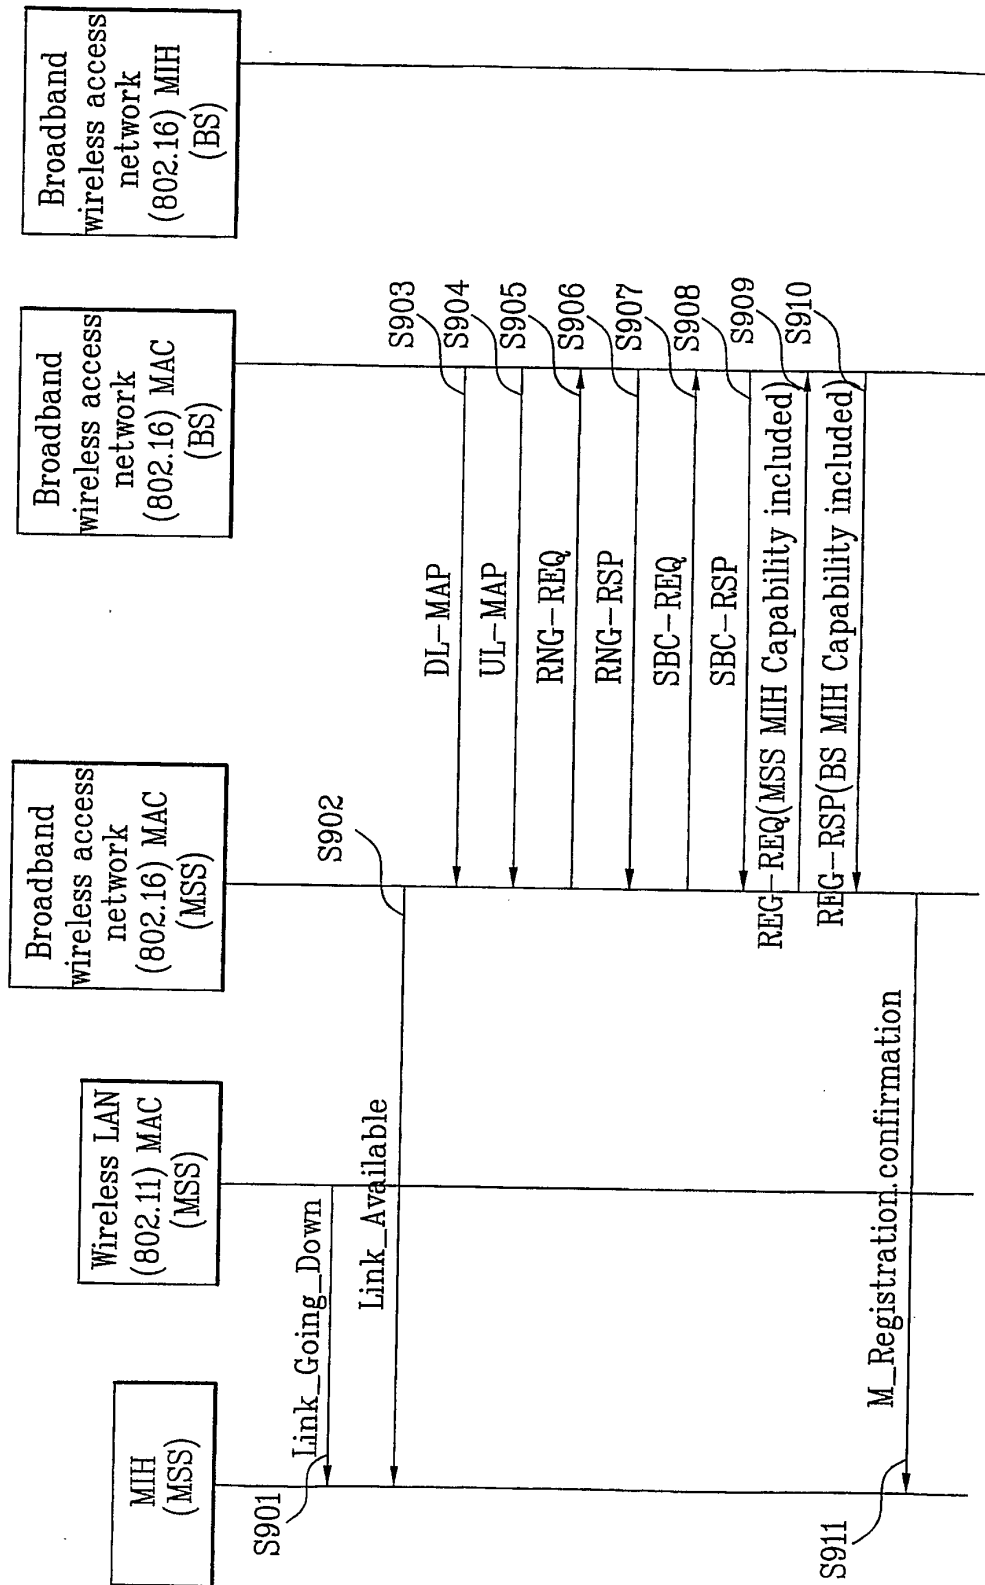 MIH
(MSS)
Wireless LAN
(802.11) MAC
(MSS)
Broadband
wireless access
network
(802.16) MAC
(MSS)
Broadband
wireless access
network
(802.16) MAC
(BS)
Broadband
wireless access
network
(802.16) MIH
(BS)
S901
Link_Going_Down
Link_Available
S902
DL-MAP
S903
UL-MAP
S904
RNG-REQ
S905
RNG-RSP
S906
SBC-REQ
S907
SBC-RSP
S908
REG-REQ(MSS MIH Capability included)
S909
REG-RSP(BS MIH Capability included)
S910
M_Registration.confirmation
S911